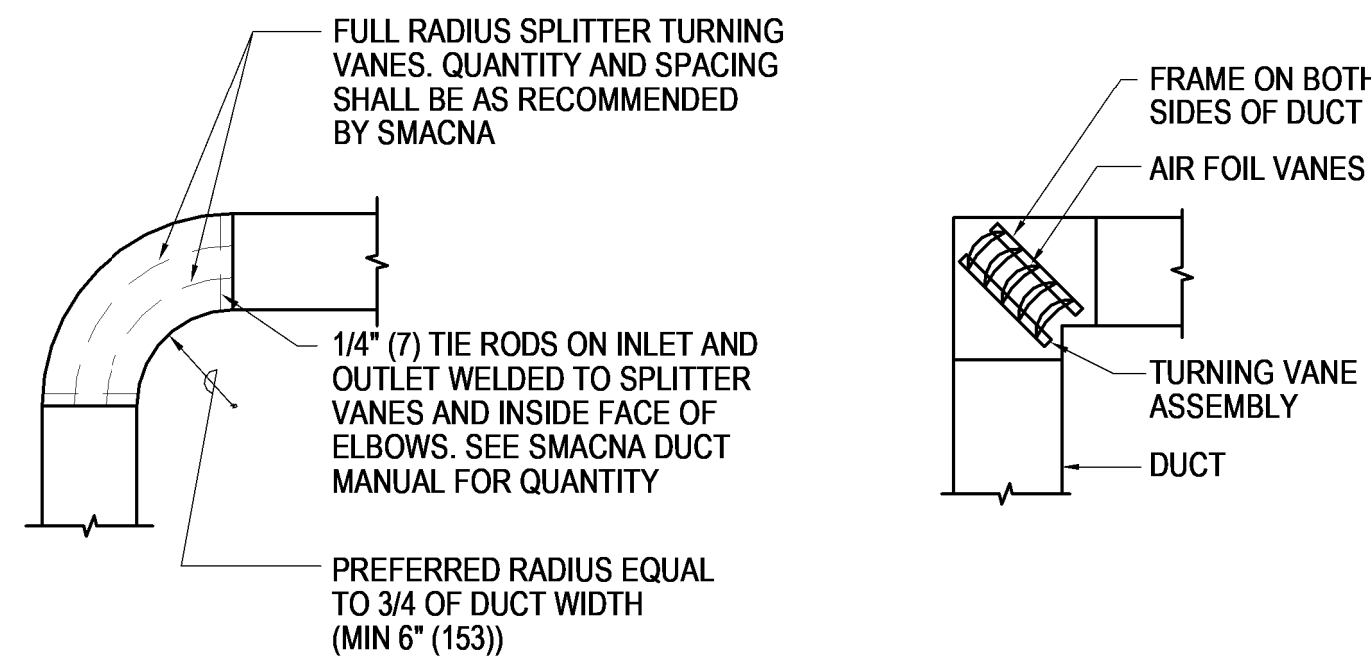 FULL RADIUS SPLITTER TURNING
VANES. QUANTITY AND SPACING
SHALL BE AS RECOMMENDED
BY SMACNA
1/4" (7) TIE RODS ON INLET AND
OUTLET WELDED TO SPLITTER
VANES AND INSIDE FACE OF
ELBOWS. SEE SMACNA DUCT
MANUAL FOR QUANTITY
PREFERRED RADIUS EQUAL
TO 3/4 OF DUCT WIDTH
(MIN 6" (153))
FRAME ON BOTH
SIDES OF DUCT
AIR FOIL VANES
TURNING VANE
ASSEMBLY
DUCT